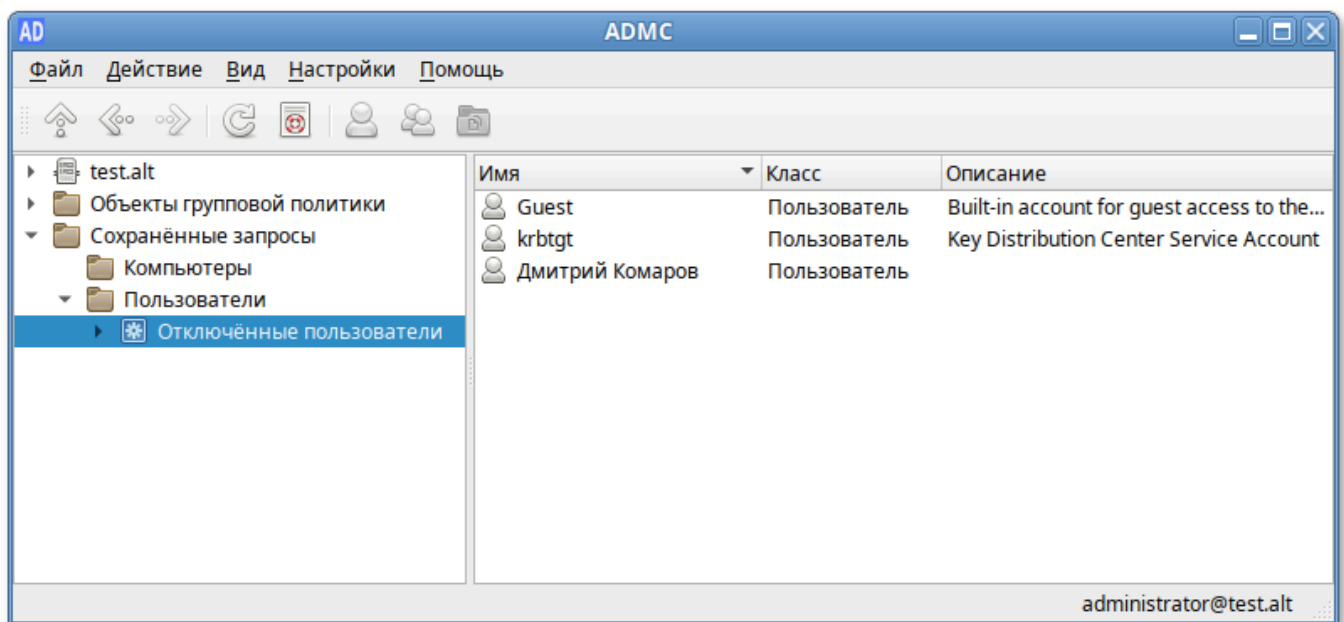 AD ADMC
Файл Действие Вид Настройки Помощь
test.alt
Объекты групповой политики
Сохранённые запросы
Компьютеры
Пользователи
Отключённые пользователи
Имя Класс Описание
Guest Пользователь Built-in account for guest access to the...
krbtgt Пользователь Key Distribution Center Service Account
Дмитрий Комаров Пользователь
administrator@test.alt